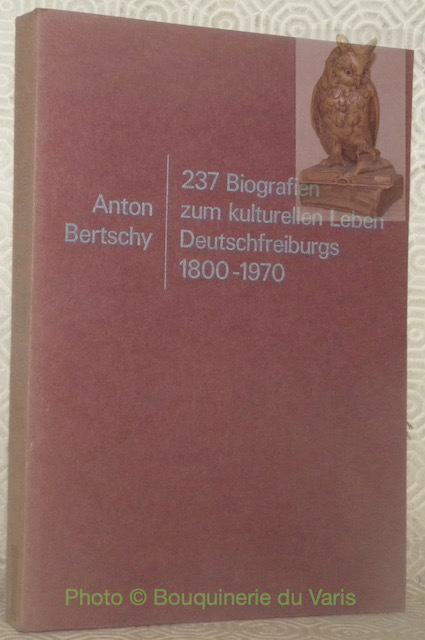 Anton
Bertschy
237 Biografien
zum kulturellen Leben
Deutschfreiburgs
1800-1970
Photo © Bouquinerie du Varis